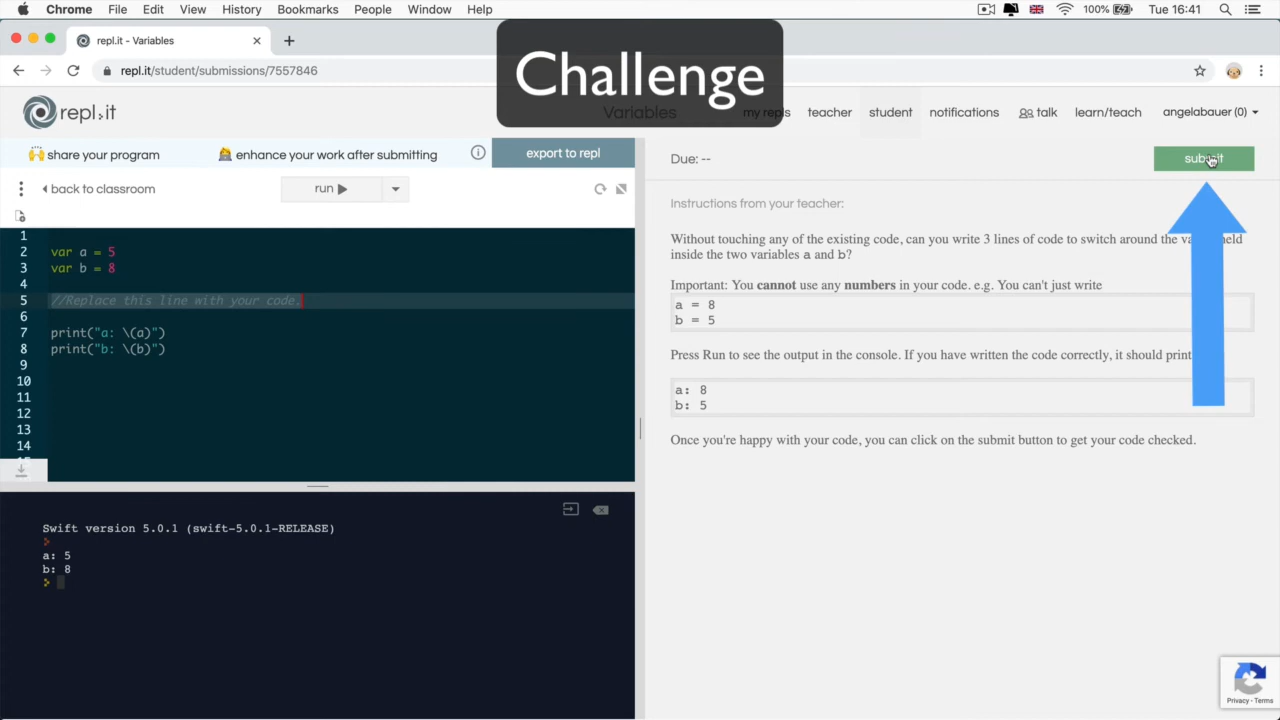 Chrome File Edit View History Bookmarks People Window Help 100% Tue 16:41
repl.it - Variables
repl.it/student/submissions/7557846
Challenge
repl.it Variables my repls teacher student notifications talk learn/teach angelabauer (0)
share your program enhance your work after submitting export to repl
back to classroom run
1
2 var a = 5
3 var b = 8
4
5 //Replace this line with your code.
6
7 print("a: \(a)")
8 print("b: \(b)")
9
10
11
12
13
14
Swift version 5.0.1 (swift-5.0.1-RELEASE)
>
a: 5
b: 8
>
Due: -- submit
Instructions from your teacher:
Without touching any of the existing code, can you write 3 lines of code to switch around the held
inside the two variables a and b?
Important: You cannot use any numbers in your code. e.g. You can't just write
a = 8
b = 5
Press Run to see the output in the console. If you have written the code correctly, it should print
a: 8
b: 5
Once you're happy with your code, you can click on the submit button to get your code checked.
Privacy - Terms